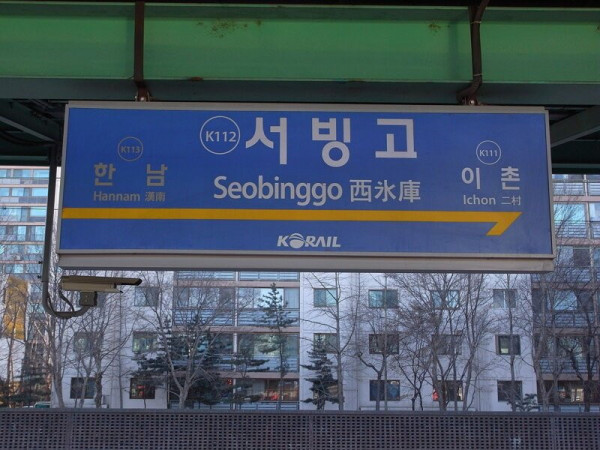 K113
한남
Hannam 漢南
K112
서빙고
Seobinggo 西氷庫
K111
이촌
Ichon 二村
KORAIL